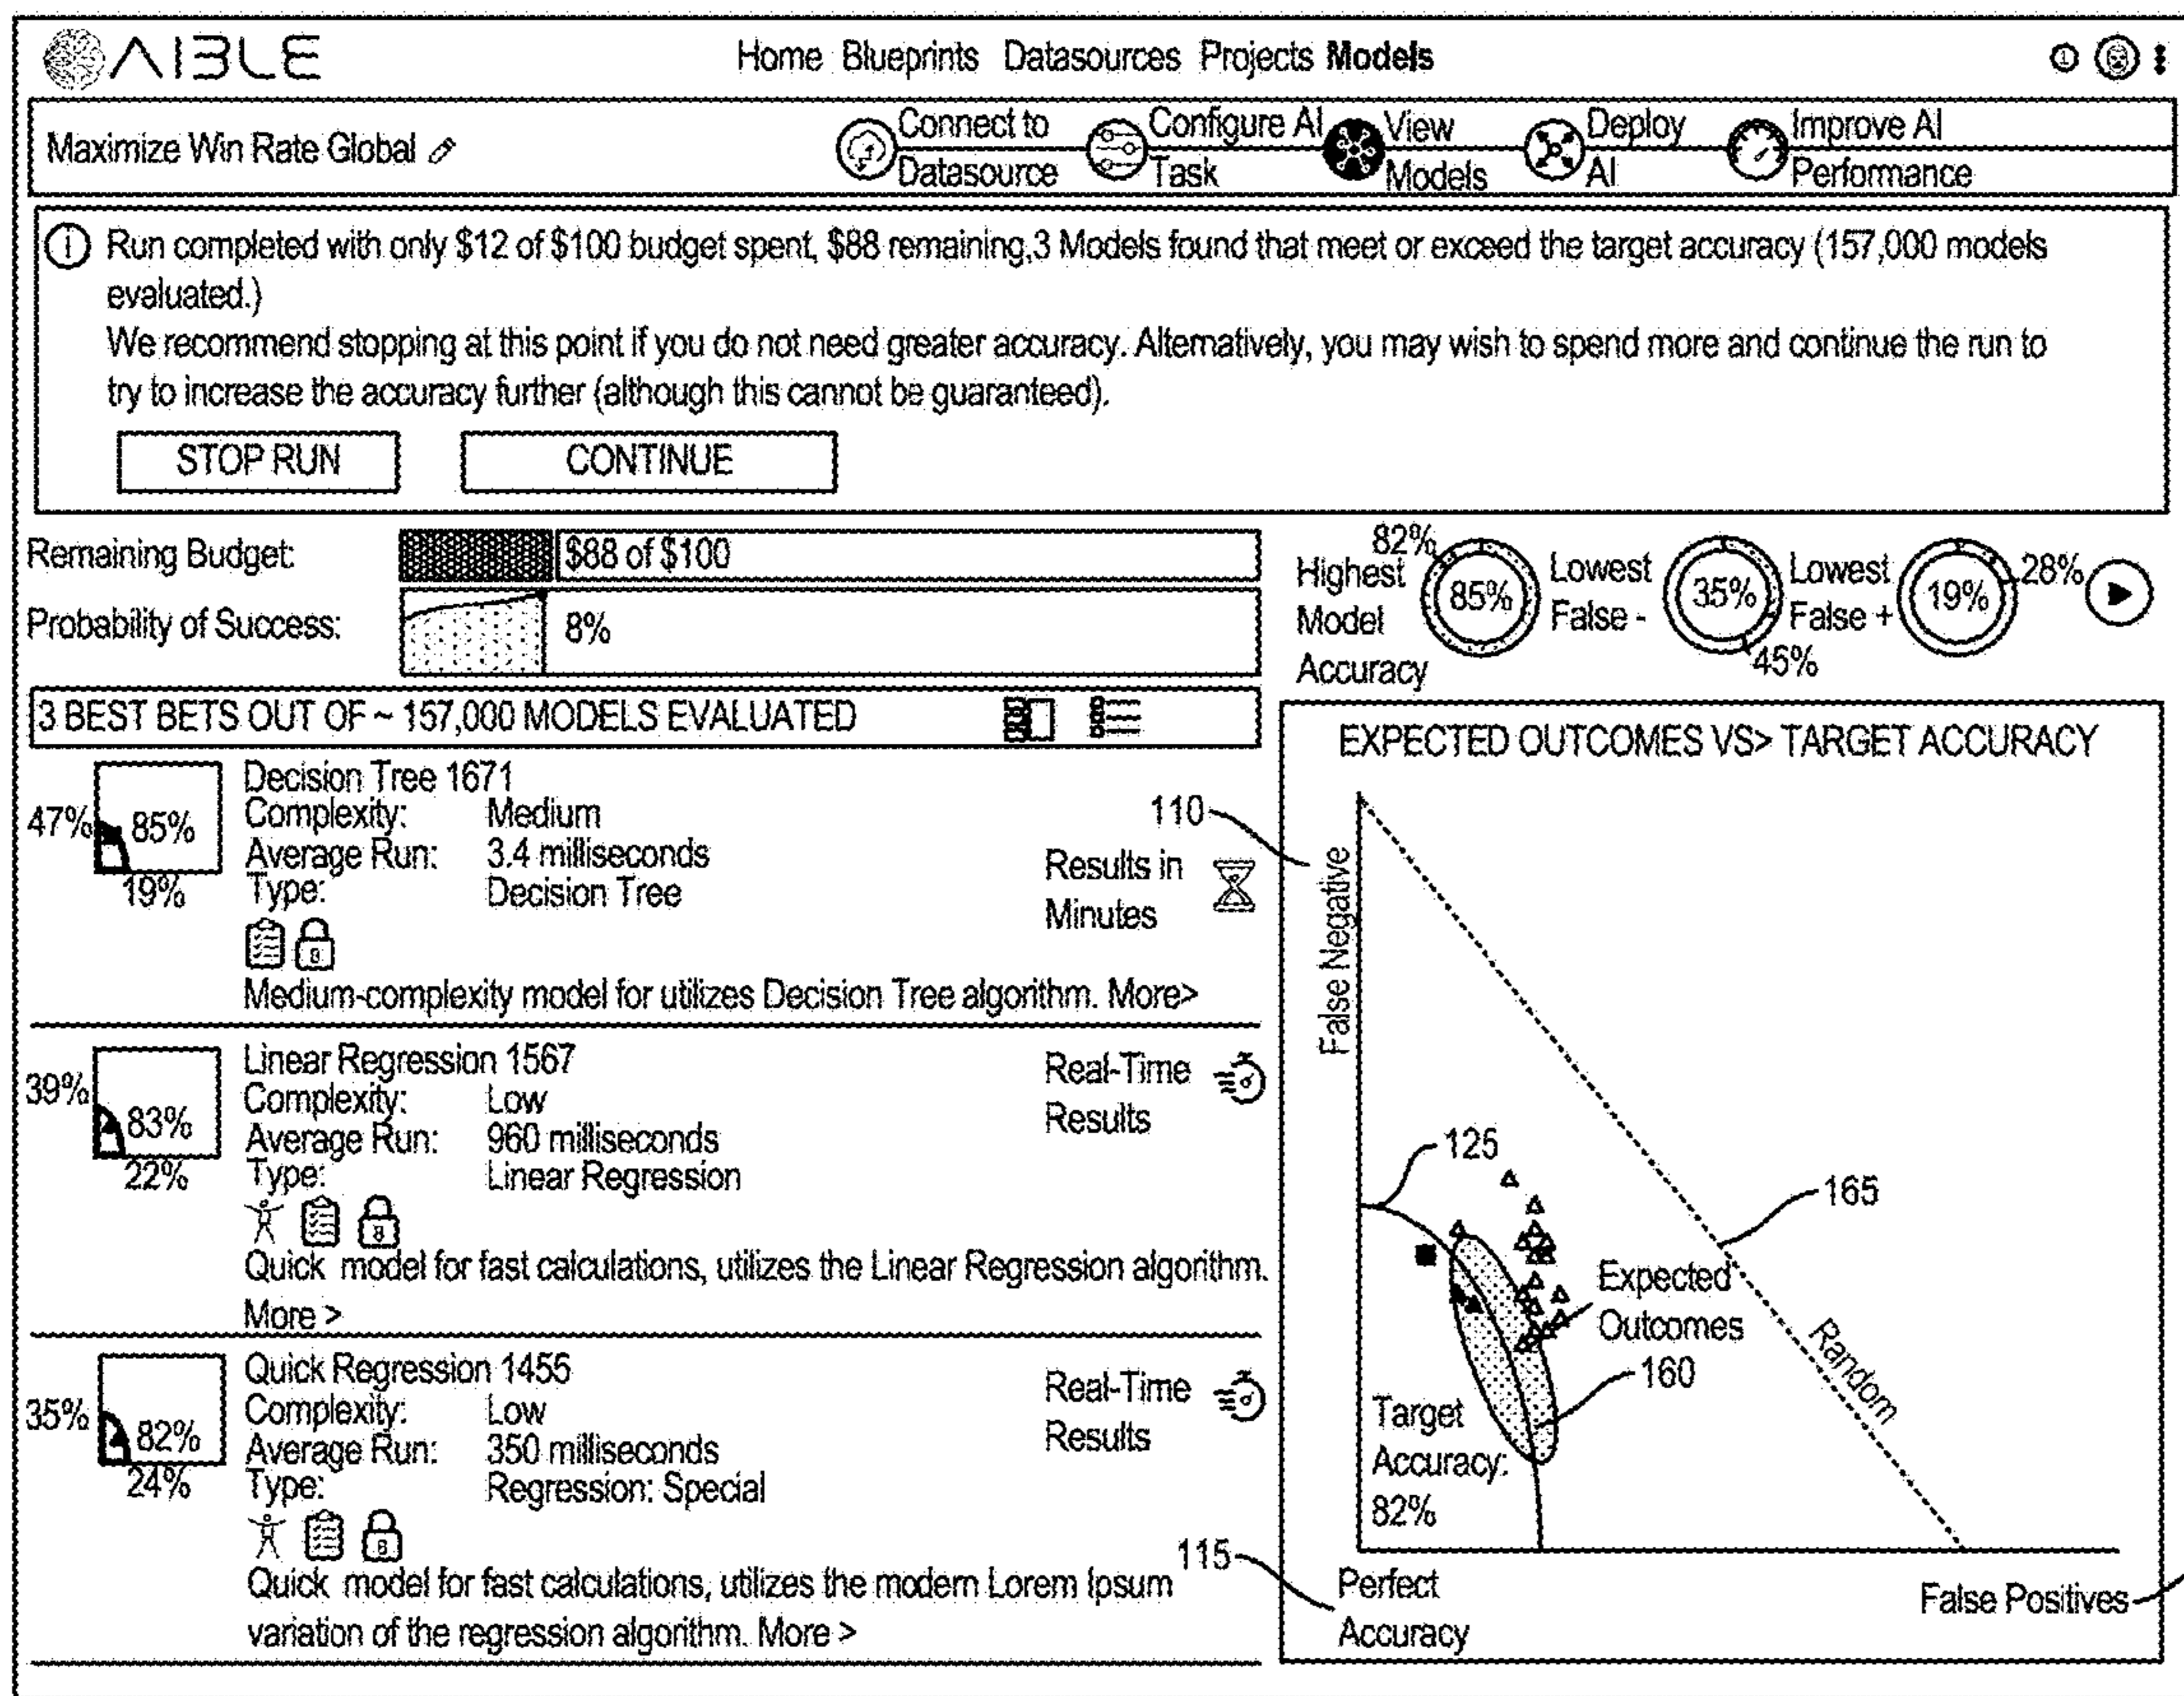 AIBLE
Home Blueprints Datasources Projects Models
Maximize Win Rate Global
Connect to
Datasource
Configure AI
Task
View
Models
Deploy
AI
Improve AI
Performance
Run completed with only $12 of $100 budget spent, $88 remaining,3 Models found that meet or exceed the target accuracy (157,000 models
evaluated.)
We recommend stopping at this point if you do not need greater accuracy. Alternatively, you may wish to spend more and continue the run to
try to increase the accuracy further (although this cannot be guaranteed).
STOP RUN
CONTINUE
Remaining Budget:
$88 of $100
Probability of Success:
8%
82%
Highest
Model
Accuracy
85%
Lowest
False -
35%
45%
Lowest
False +
19%
28%
3 BEST BETS OUT OF ~ 157,000 MODELS EVALUATED
47%
85%
19%
Decision Tree 1671
Complexity: Medium
Average Run: 3.4 milliseconds
Type: Decision Tree
Results in
Minutes
Medium-complexity model for utilizes Decision Tree algorithm. More>
39%
83%
22%
Linear Regression 1567
Complexity: Low
Average Run: 960 milliseconds
Type: Linear Regression
Real-Time
Results
Quick model for fast calculations, utilizes the Linear Regression algorithm.
More >
35%
82%
24%
Quick Regression 1455
Complexity: Low
Average Run: 350 milliseconds
Type: Regression: Special
Real-Time
Results
Quick model for fast calculations, utilizes the modern Lorem Ipsum
variation of the regression algorithm. More >
EXPECTED OUTCOMES VS> TARGET ACCURACY
110
False Negative
125
165
Expected
Outcomes
160
Random
Target
Accuracy:
82%
115
Perfect
Accuracy
False Positives